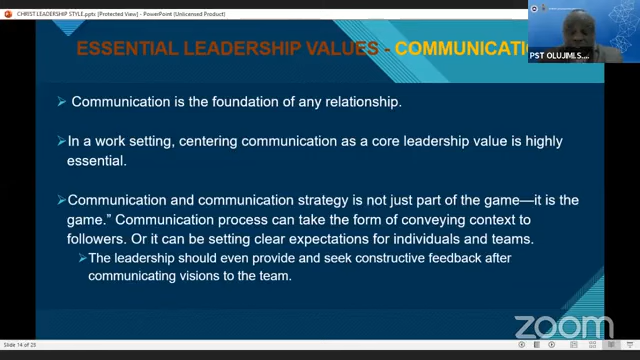 CHRIST LEADERSHIP STYLE.pptx [Protected View] - PowerPoint (Unlicensed Product)
ESSENTIAL LEADERSHIP VALUES - COMMUNICATIO
PST OLUJIMI S....
Communication is the foundation of any relationship.
In a work setting, centering communication as a core leadership value is highly
essential.
Communication and communication strategy is not just part of the game—it is the
game.” Communication process can take the form of conveying context to
followers. Or it can be setting clear expectations for individuals and teams.
The leadership should even provide and seek constructive feedback after
communicating visions to the team.
zoom
Slide 14 of 23